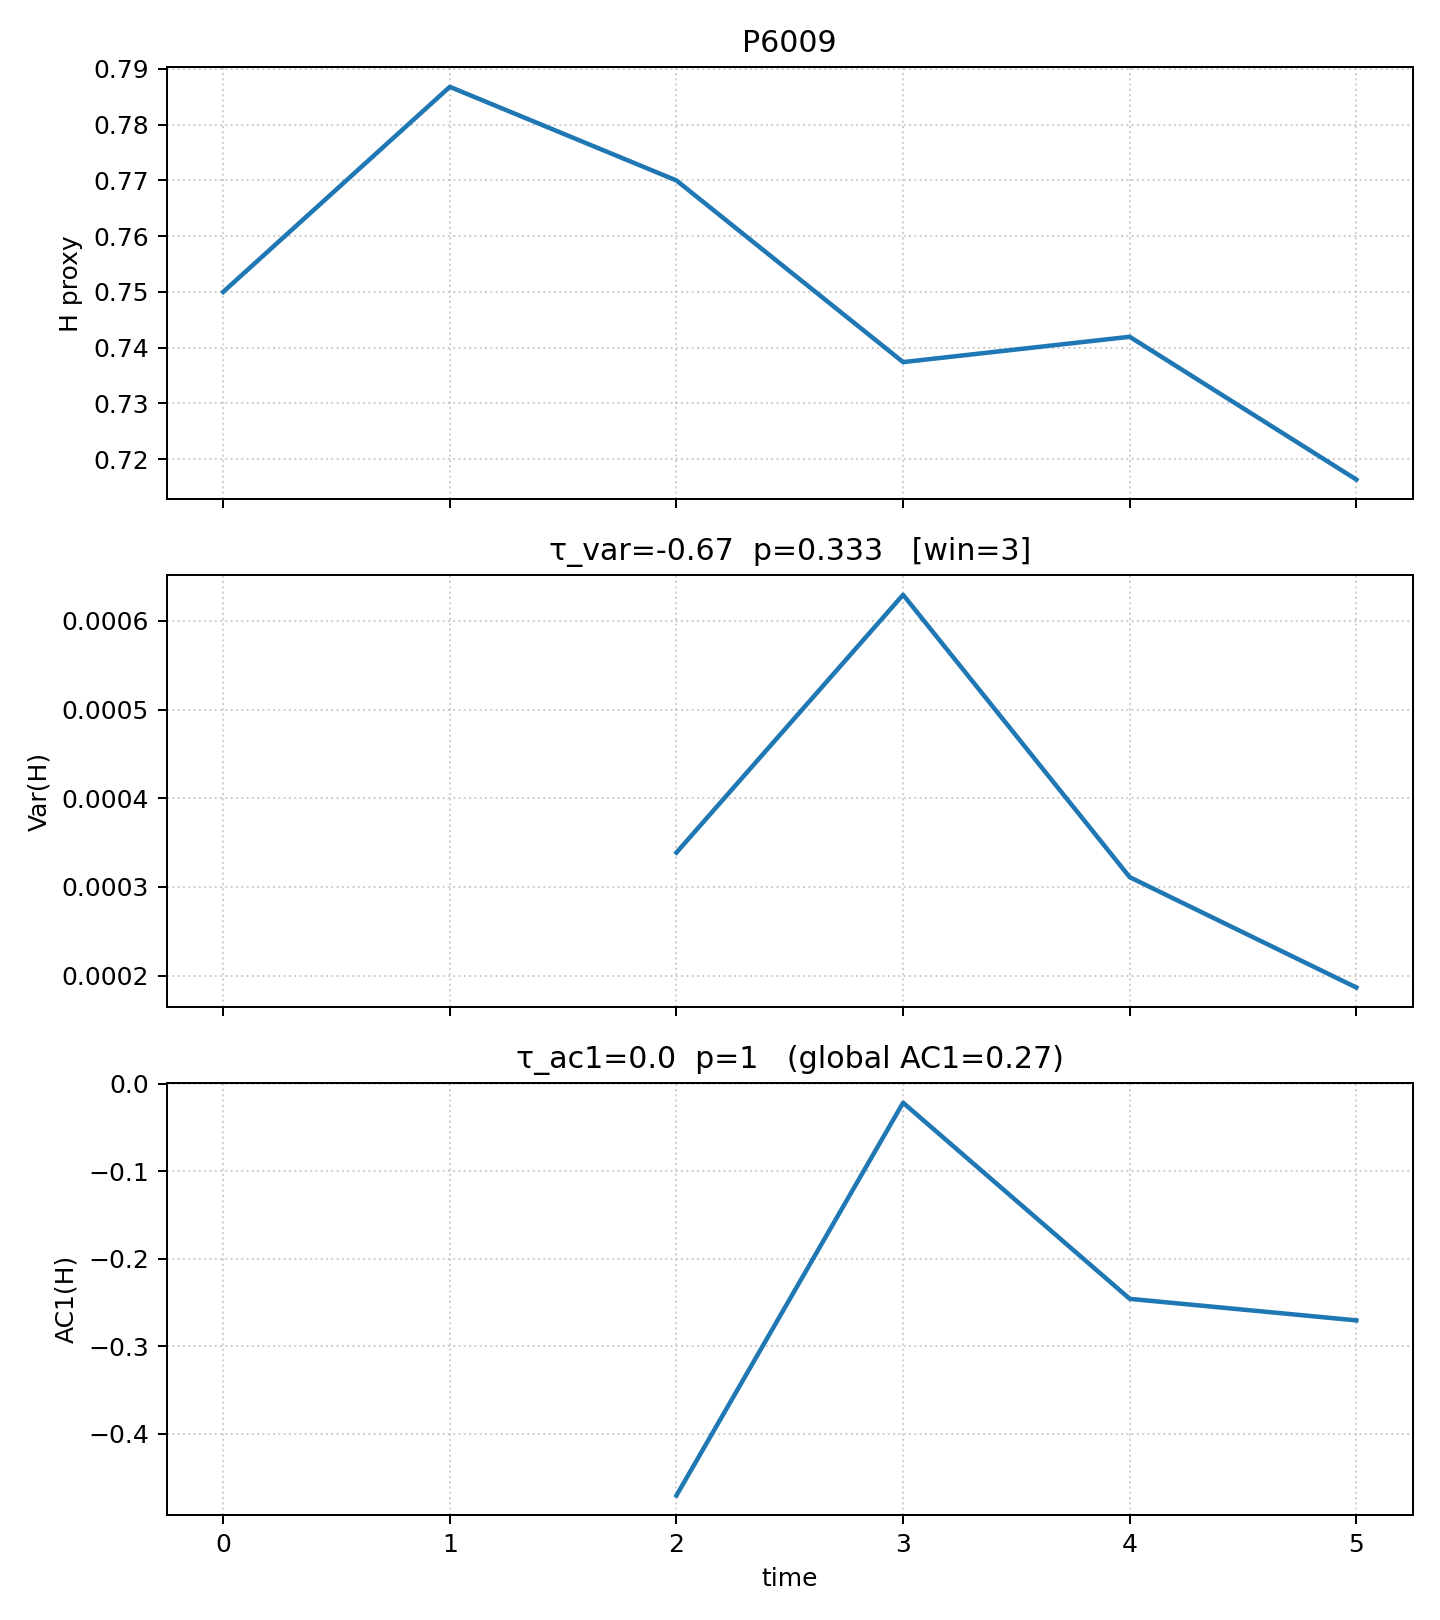 P6009
0.79
0.78
0.77
0.76
0.75
0.74
0.73
0.72
H proxy
τ_var=-0.67 p=0.333 [win=3]
0.0006
0.0005
0.0004
0.0003
0.0002
Var(H)
τ_ac1=0.0 p=1 (global AC1=0.27)
0.0
−0.1
−0.2
−0.3
−0.4
AC1(H)
0 1 2 3 4 5
time